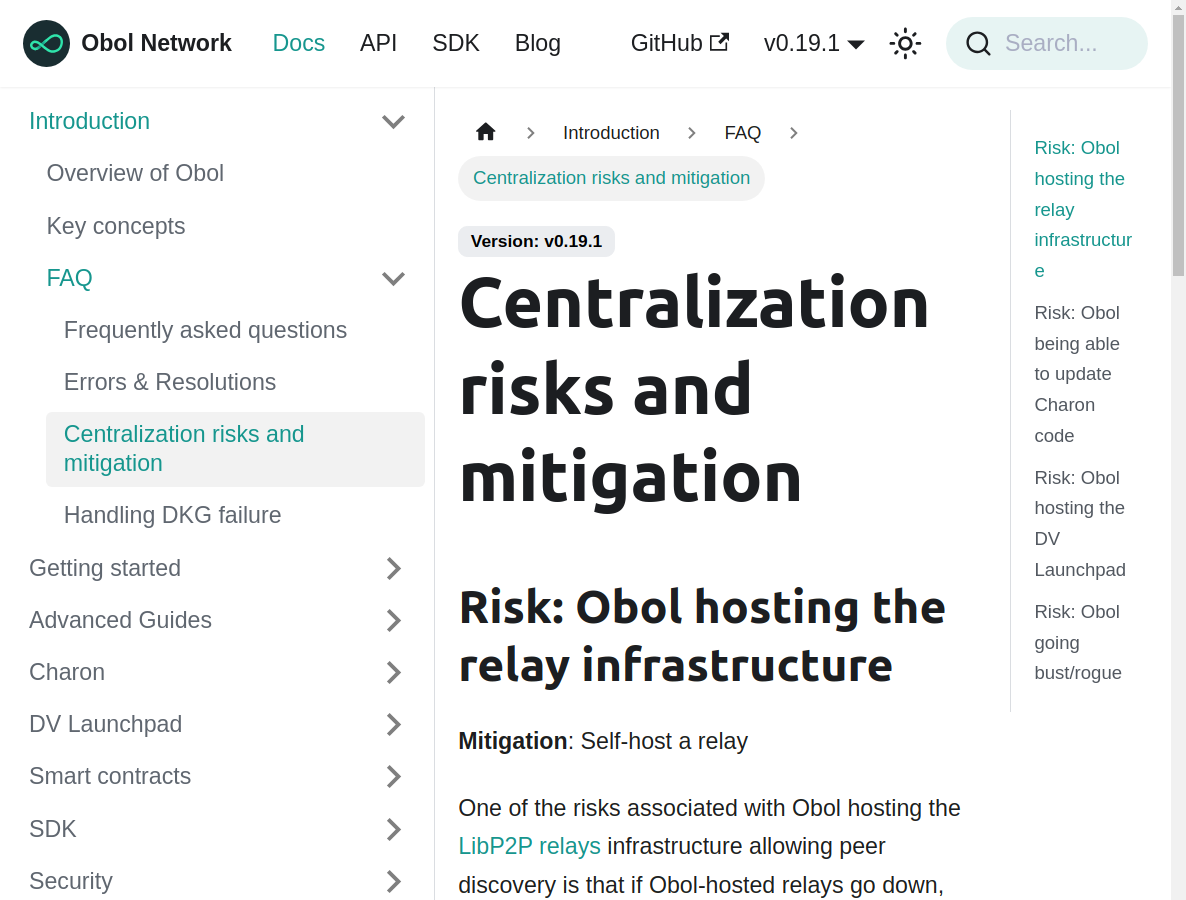 Obol Network Docs API SDK Blog GitHub v0.19.1 Search...
Introduction
Overview of Obol
Key concepts
FAQ
Frequently asked questions
Errors & Resolutions
Centralization risks and
mitigation
Handling DKG failure
Getting started
Advanced Guides
Charon
DV Launchpad
Smart contracts
SDK
Security
Introduction FAQ
Centralization risks and mitigation
Version: v0.19.1
Centralization
risks and
mitigation
Risk: Obol hosting the
relay infrastructure
Mitigation: Self-host a relay
One of the risks associated with Obol hosting the
LibP2P relays infrastructure allowing peer
discovery is that if Obol-hosted relays go down,
Risk: Obol
hosting the
relay
infrastructur
e
Risk: Obol
being able
to update
Charon
code
Risk: Obol
hosting the
DV
Launchpad
Risk: Obol
going
bust/rogue